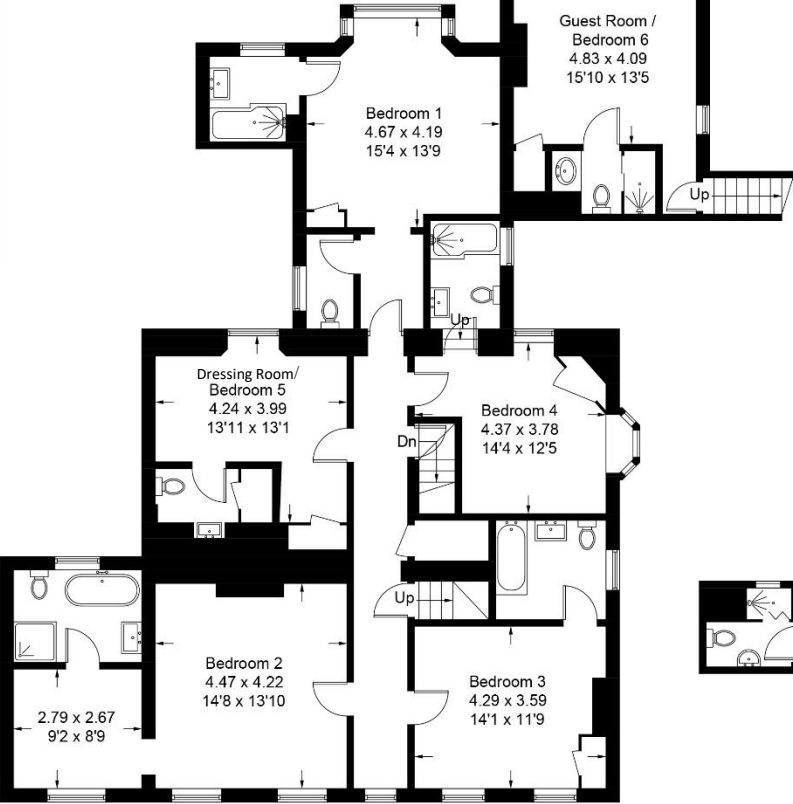 Guest Room /
Bedroom 6
4.83 x 4.09
15'10 x 13'5
Up
Bedroom 1
4.67 x 4.19
15'4 x 13'9
Up
Dressing Room/
Bedroom 5
4.24 x 3.99
13'11 x 13'1
Bedroom 4
4.37 x 3.78
14'4 x 12'5
Dn
Up
Bedroom 2
4.47 x 4.22
14'8 x 13'10
Bedroom 3
4.29 x 3.59
14'1 x 11'9
2.79 x 2.67
9'2 x 8'9